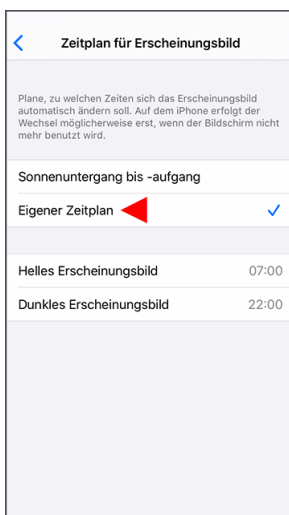 Zeitplan für Erscheinungsbild
Plane, zu welchen Zeiten sich das Erscheinungsbild
automatisch ändern soll. Auf dem iPhone erfolgt der
Wechsel möglicherweise erst, wenn der Bildschirm nicht
mehr benutzt wird.
Sonnenuntergang bis -aufgang
Eigener Zeitplan
Helles Erscheinungsbild 07:00
Dunkles Erscheinungsbild 22:00